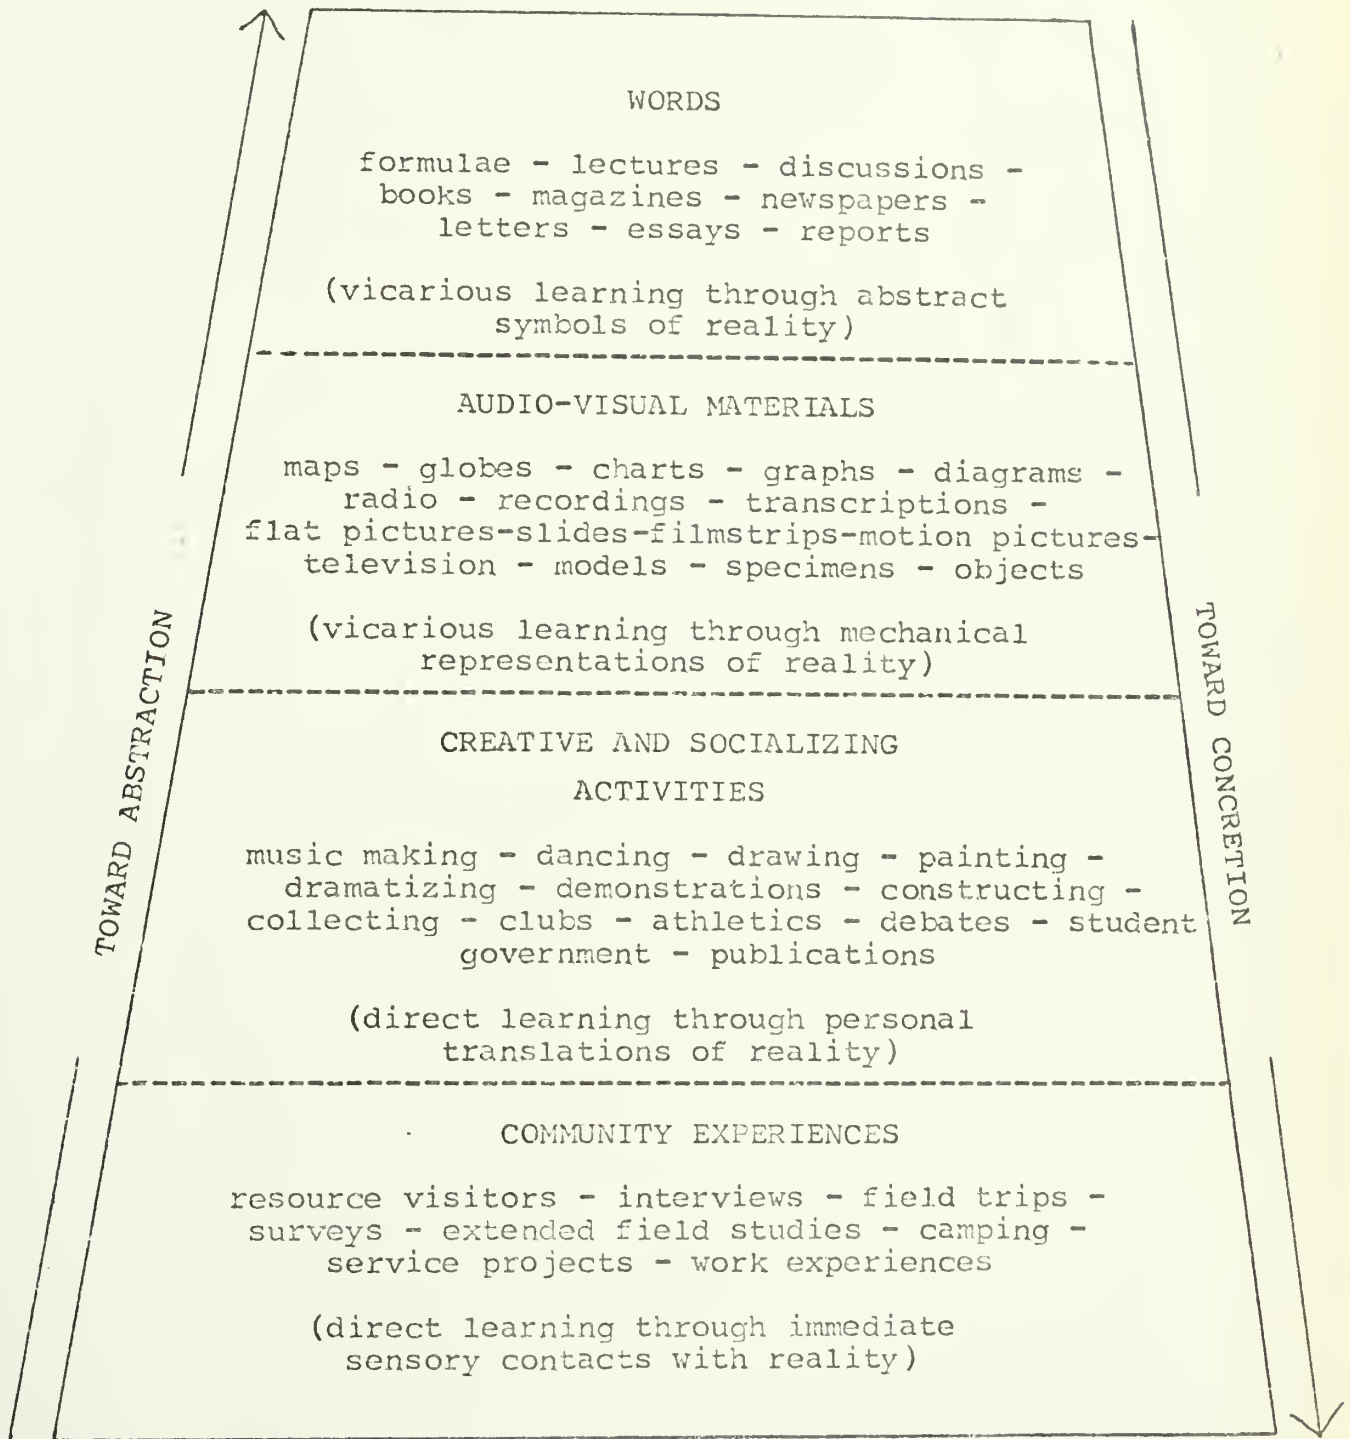 WORDS
formulae - lectures - discussions -
books - magazines - newspapers -
letters - essays - reports
(vicarious learning through abstract
symbols of reality)
AUDIO-VISUAL MATERIALS
maps - globes - charts - graphs - diagrams -
radio - recordings - transcriptions -
flat pictures-slides-filmstrips-motion pictures-
television - models - specimens - objects
(vicarious learning through mechanical
representations of reality)
CREATIVE AND SOCIALIZING
ACTIVITIES
music making - dancing - drawing - painting -
dramatizing - demonstrations - constructing -
collecting - clubs - athletics - debates - student
government - publications
(direct learning through personal
translations of reality)
COMMUNITY EXPERIENCES
resource visitors - interviews - field trips -
surveys - extended field studies - camping -
service projects - work experiences
(direct learning through immediate
sensory contacts with reality)
TOWARD ABSTRACTION
TOWARD CONCRETION